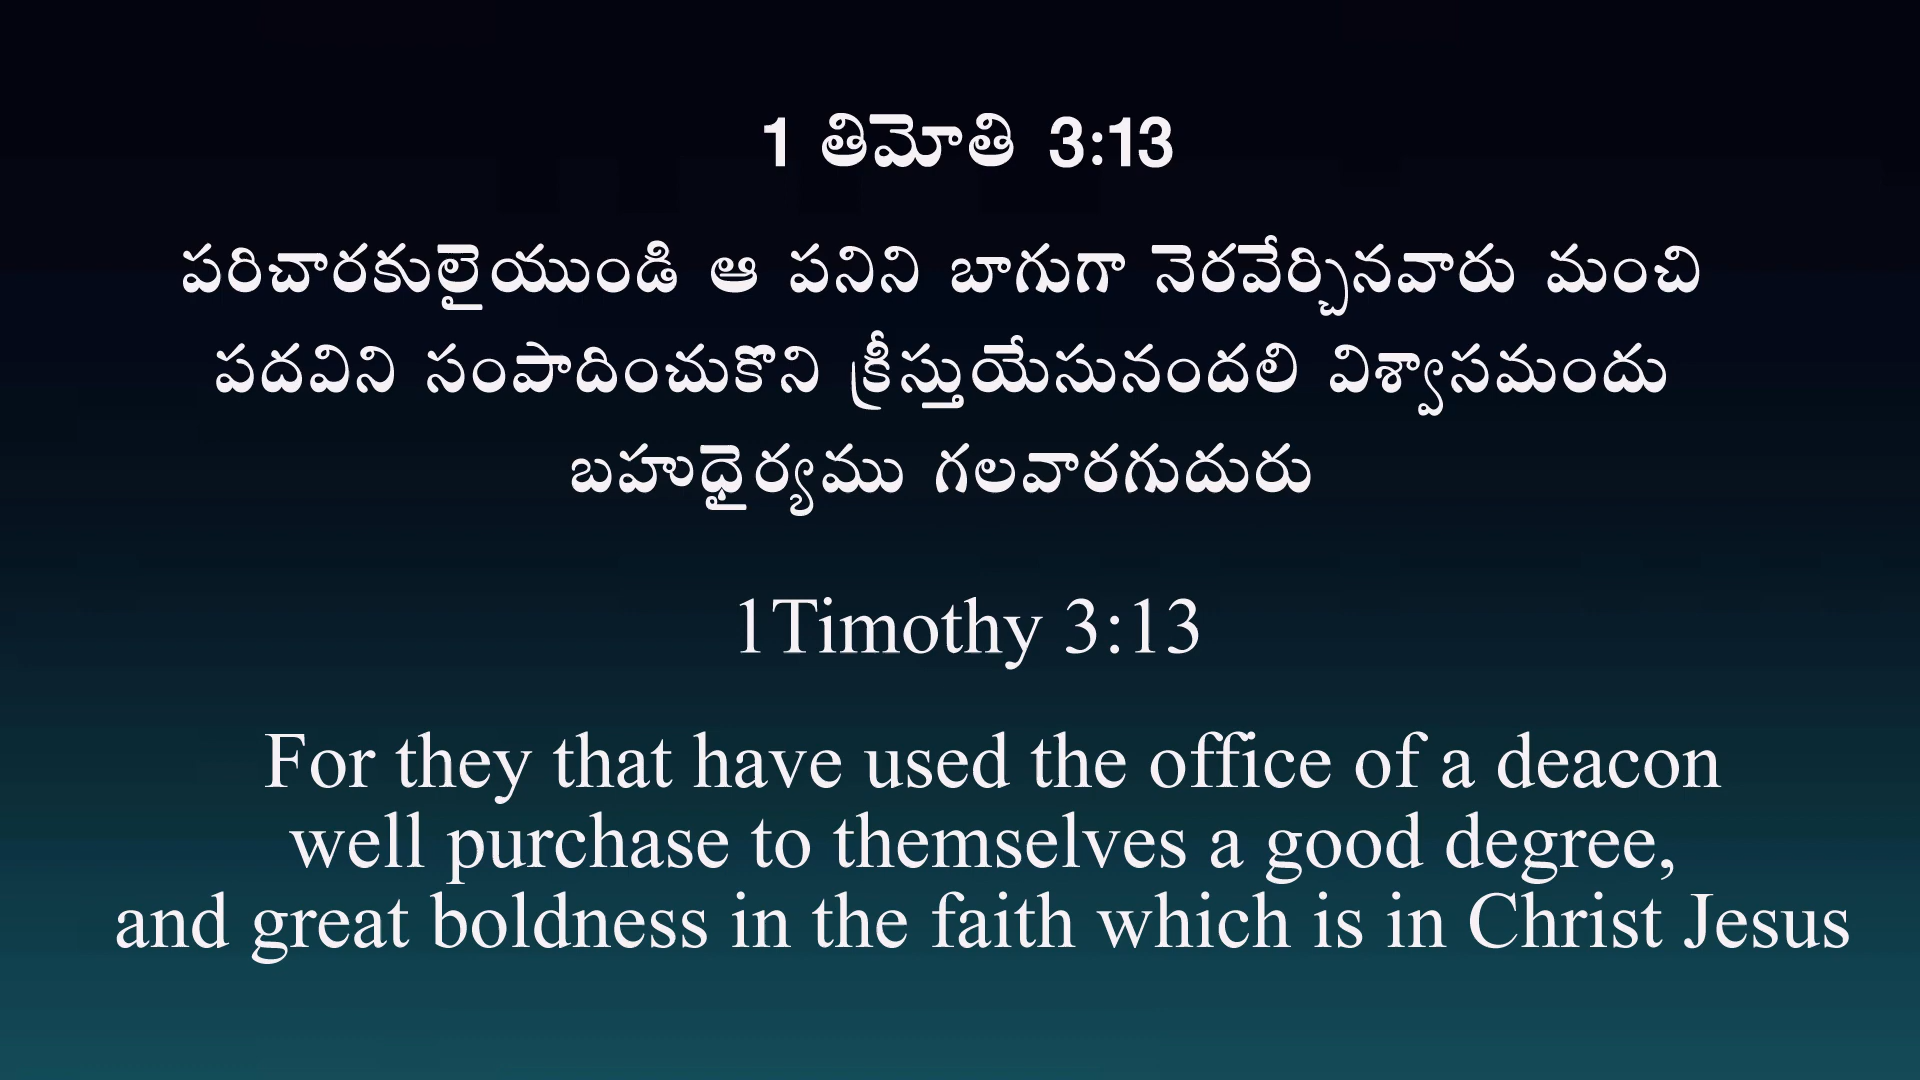 1 తిమోతి 3:13
పరిచారకులైయుండి ఆ పనిని బాగుగా నెరవేర్చినవారు మంచి
పదవిని సంపాదించుకొని క్రీస్తుయేసునందలి విశ్వాసమందు
బహుధైర్యము గలవారగుదురు
1Timothy 3:13
For they that have used the office of a deacon
well purchase to themselves a good degree,
and great boldness in the faith which is in Christ Jesus